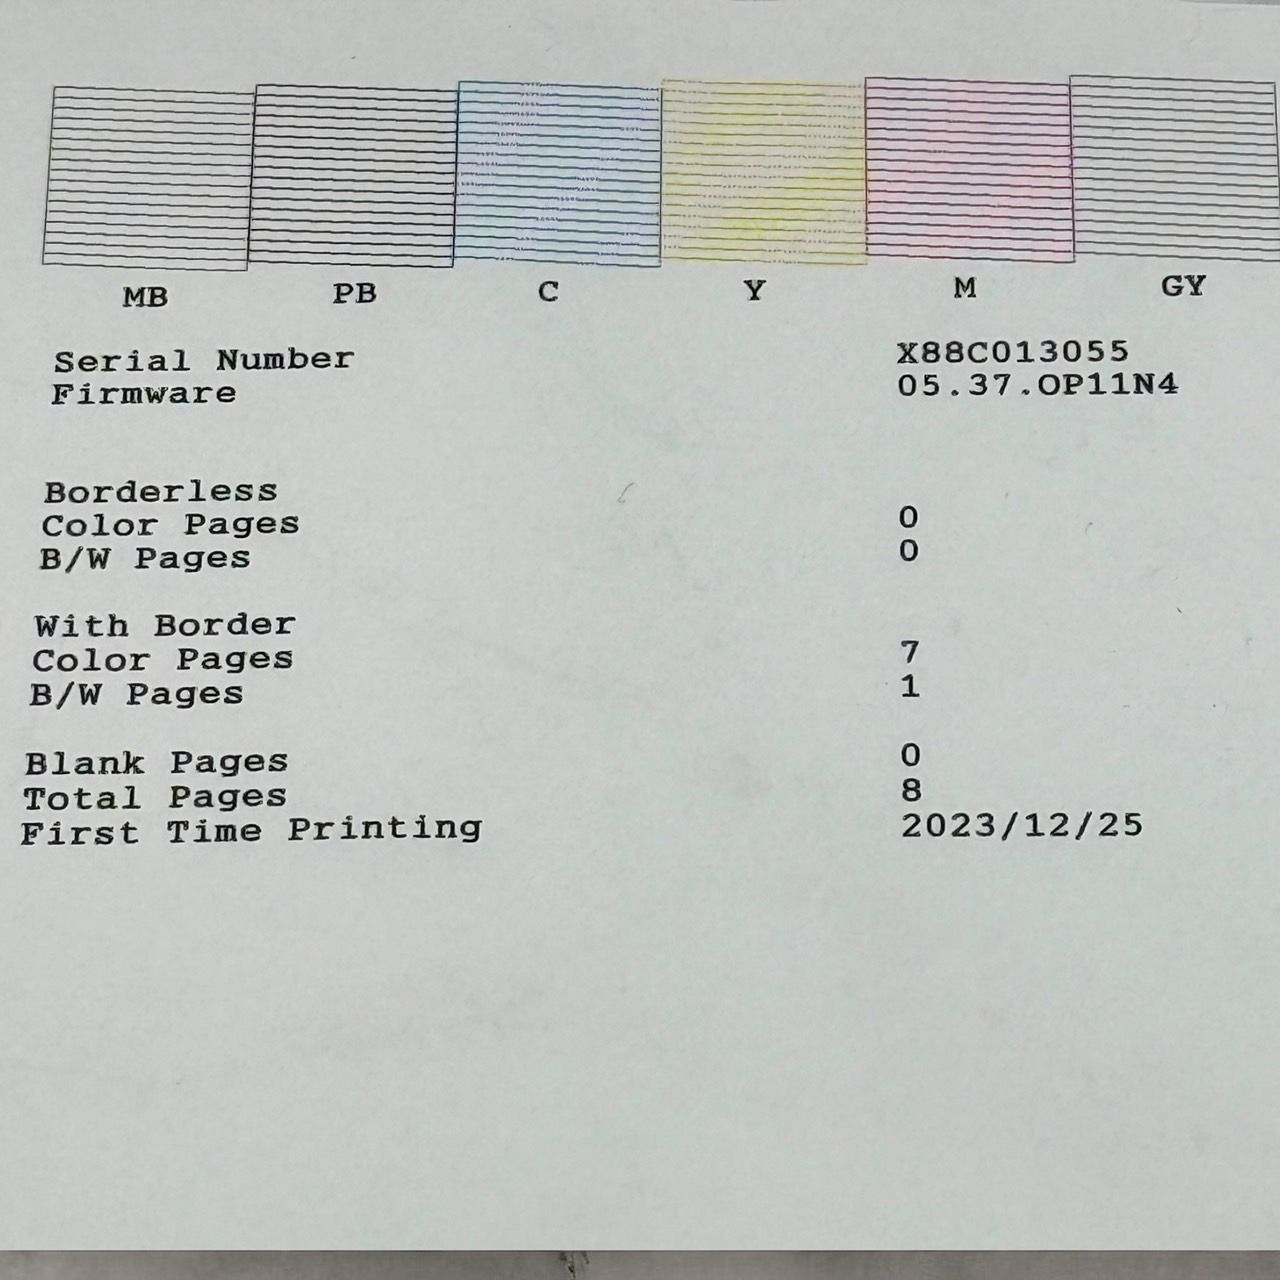 MB PB C Y M GY
Serial Number X88C013055
Firmware 05.37.OP11N4
Borderless
Color Pages 0
B/W Pages 0
With Border
Color Pages 7
B/W Pages 1
Blank Pages 0
Total Pages 8
First Time Printing 2023/12/25